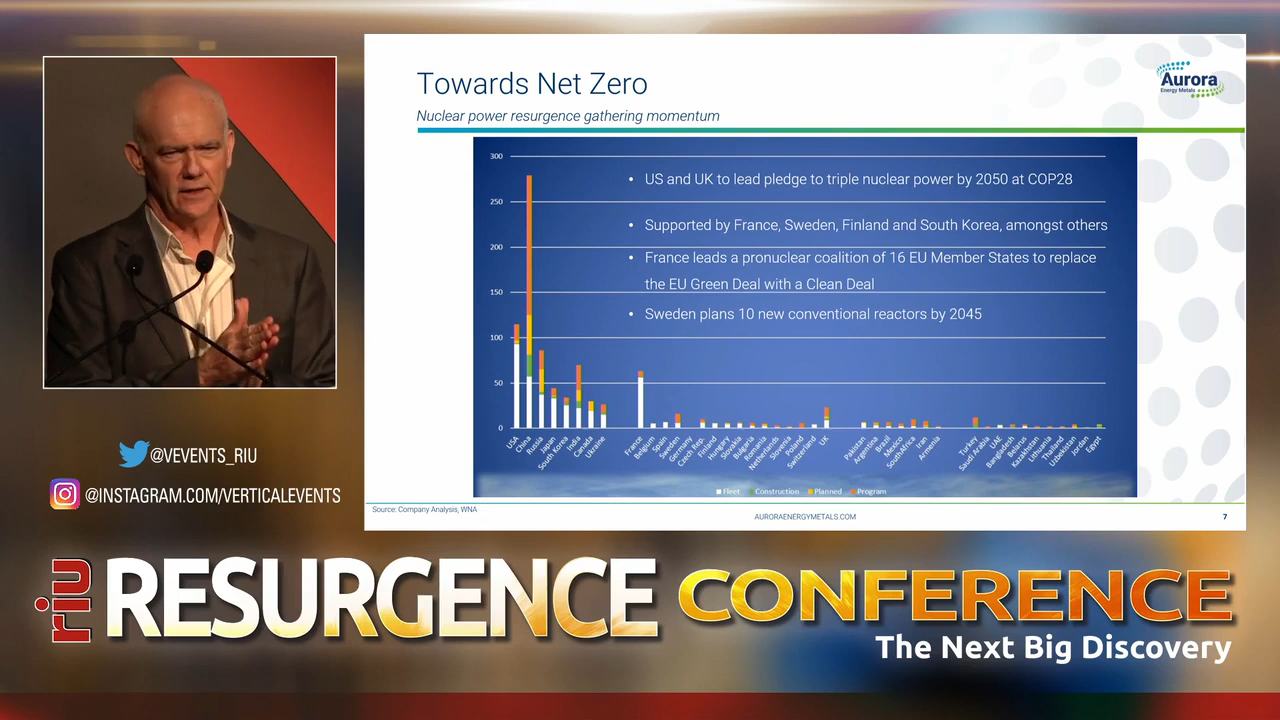 Towards Net Zero
Nuclear power resurgence gathering momentum
Aurora
Energy Metals
300
250
200
150
100
50
0
• US and UK to lead pledge to triple nuclear power by 2050 at COP28
• Supported by France, Sweden, Finland and South Korea, amongst others
• France leads a pronuclear coalition of 16 EU Member States to replace
the EU Green Deal with a Clean Deal
• Sweden plans 10 new conventional reactors by 2045
USA
China
Russia
Japan
South Korea
India
Canada
Ukraine
France
Belgium
Spain
Sweden
Germany
Czech Rep.
Finland
Hungary
Slovakia
Bulgaria
Romania
Netherlands
Slovenia
Poland
Switzerland
UK
Pakistan
Argentina
Brazil
Mexico
South Africa
Iran
Armenia
Turkey
Saudi Arabia
UAE
Bangladesh
Belarus
Kazakhstan
Lithuania
Thailand
Uzbekistan
Jordan
Egypt
Fleet Construction Planned Program
Source: Company Analysis, WNA
AURORAENERGYMETALS.COM
7
@VEVENTS_RIU
@INSTAGRAM.COM/VERTICALEVENTS
riu RESURGENCE CONFERENCE
The Next Big Discovery